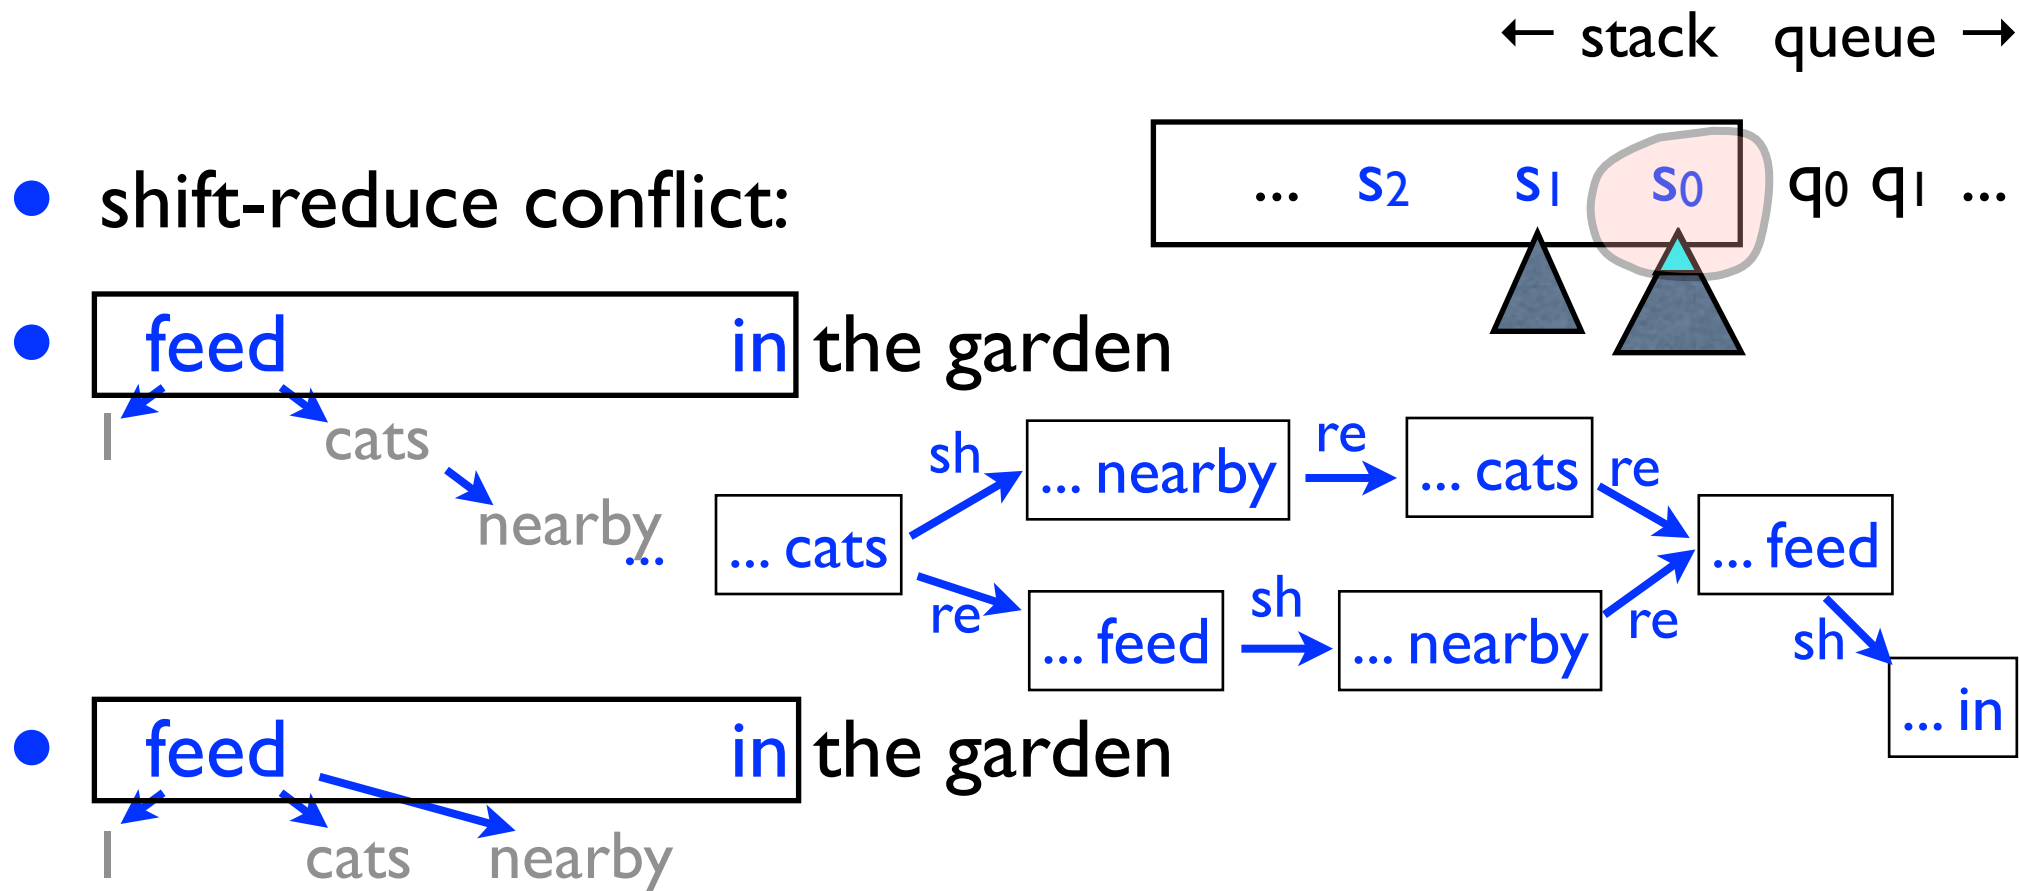 ← stack queue →
... s2 s1 s0 q0 q1 ...
• shift-reduce conflict:
• feed in the garden
I cats
nearby ...
... cats
sh
... nearby
re
... cats
re
re
... feed
sh
... nearby
re
... feed
sh
... in
• feed in the garden
I cats nearby